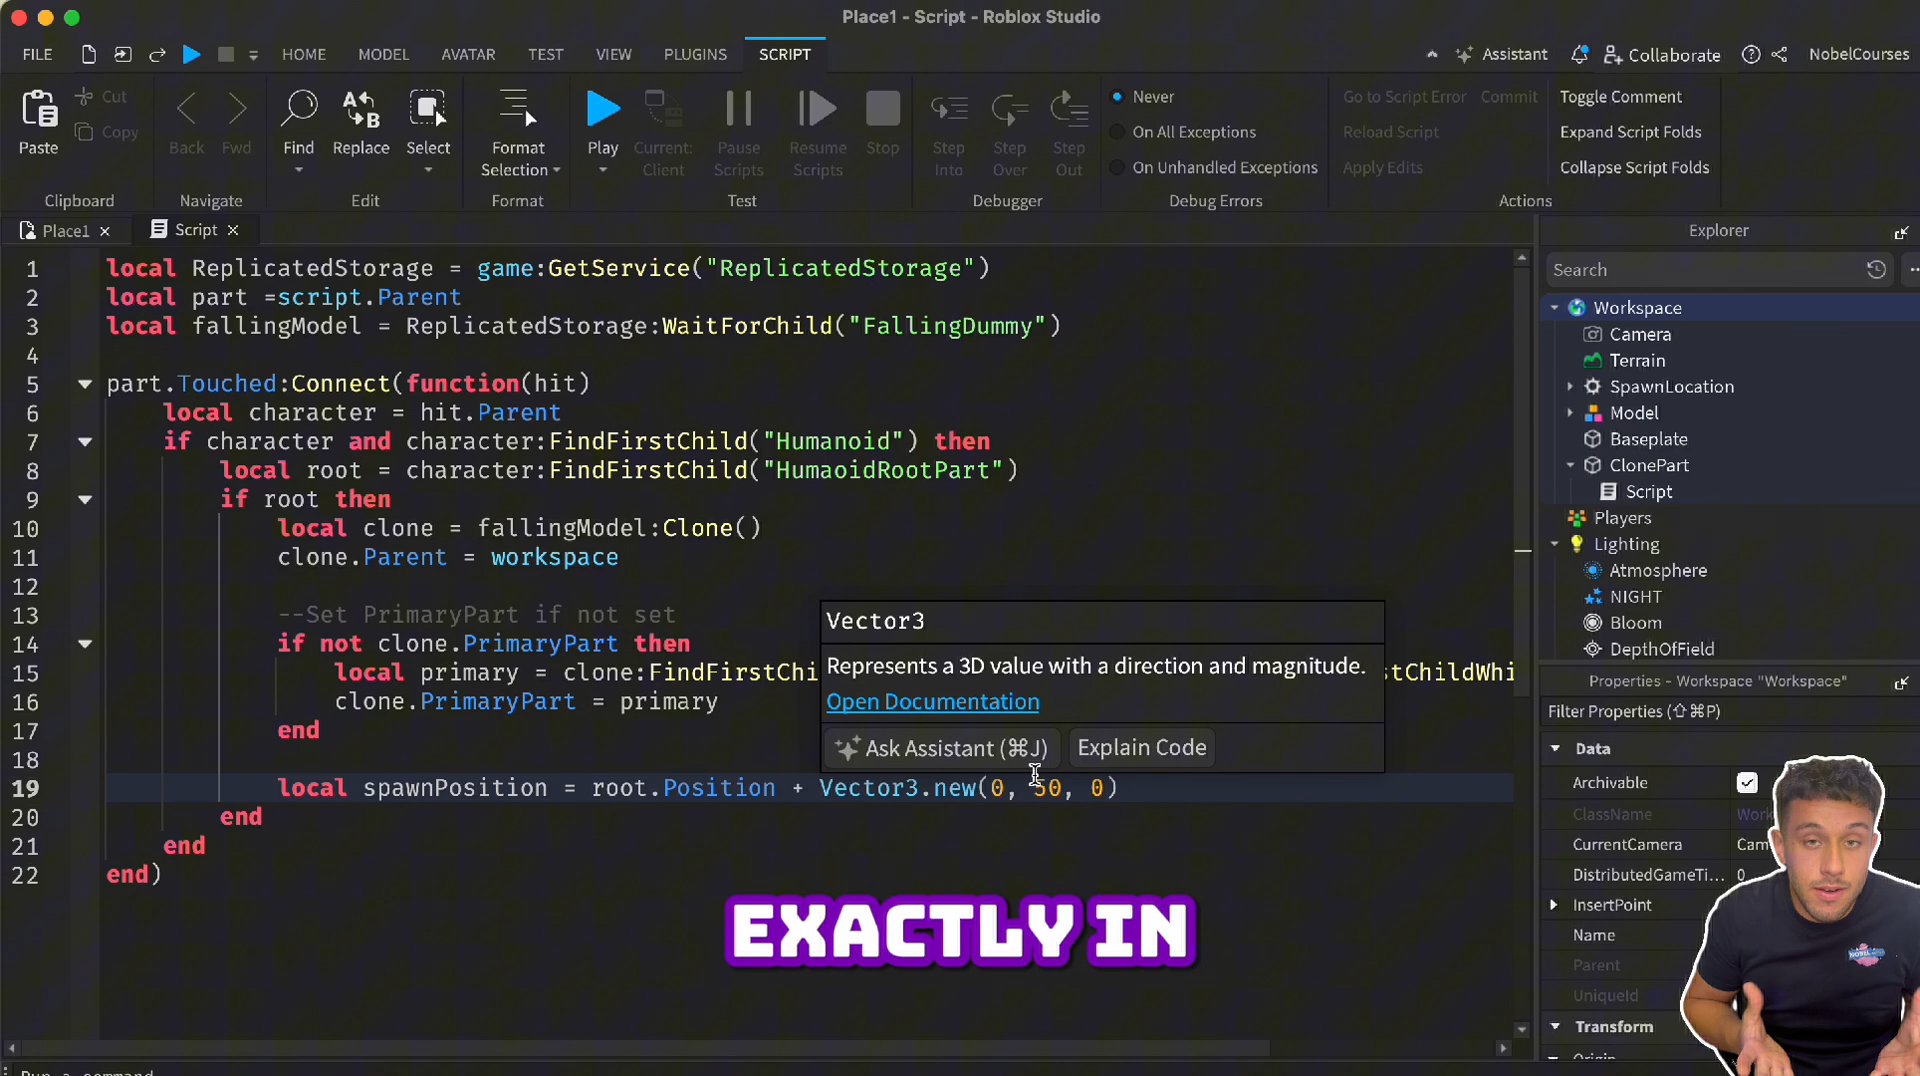 Place1 - Script - Roblox Studio
FILE HOME MODEL AVATAR TEST VIEW PLUGINS SCRIPT Assistant Collaborate NobelCourses
Paste Cut Copy Back Fwd Find Replace Select Format Selection Play Current: Client Pause Scripts Resume Scripts Stop Step Into Step Over Step Out
Never
On All Exceptions
On Unhandled Exceptions
Go to Script Error Commit
Reload Script
Apply Edits
Toggle Comment
Expand Script Folds
Collapse Script Folds
Clipboard Navigate Edit Format Test Debugger Debug Errors Actions
Place1 Script
1 local ReplicatedStorage = game:GetService("ReplicatedStorage")
2 local part =script.Parent
3 local fallingModel = ReplicatedStorage:WaitForChild("FallingDummy")
4
5 part.Touched:Connect(function(hit)
6 local character = hit.Parent
7 if character and character:FindFirstChild("Humanoid") then
8 local root = character:FindFirstChild("HumaoidRootPart")
9 if root then
10 local clone = fallingModel:Clone()
11 clone.Parent = workspace
12
13 --Set PrimaryPart if not set
14 if not clone.PrimaryPart then
15 local primary = clone:FindFirstChi stChildWhi
16 clone.PrimaryPart = primary
17 end
18
19 local spawnPosition = root.Position + Vector3.new(0, 50, 0)
20 end
21 end
22 end)
Vector3
Represents a 3D value with a direction and magnitude.
Open Documentation
Ask Assistant (⌘J) Explain Code
EXACTLY IN
Explorer
Search
Workspace
Camera
Terrain
SpawnLocation
Model
Baseplate
ClonePart
Script
Players
Lighting
Atmosphere
NIGHT
Bloom
DepthOfField
Properties - Workspace "Workspace"
Filter Properties (⇧⌘P)
Data
Archivable
ClassName Work
CurrentCamera Cam
DistributedGameTi... 0
InsertPoint
Name
Parent
UniqueId
Transform
Origin
Run a command